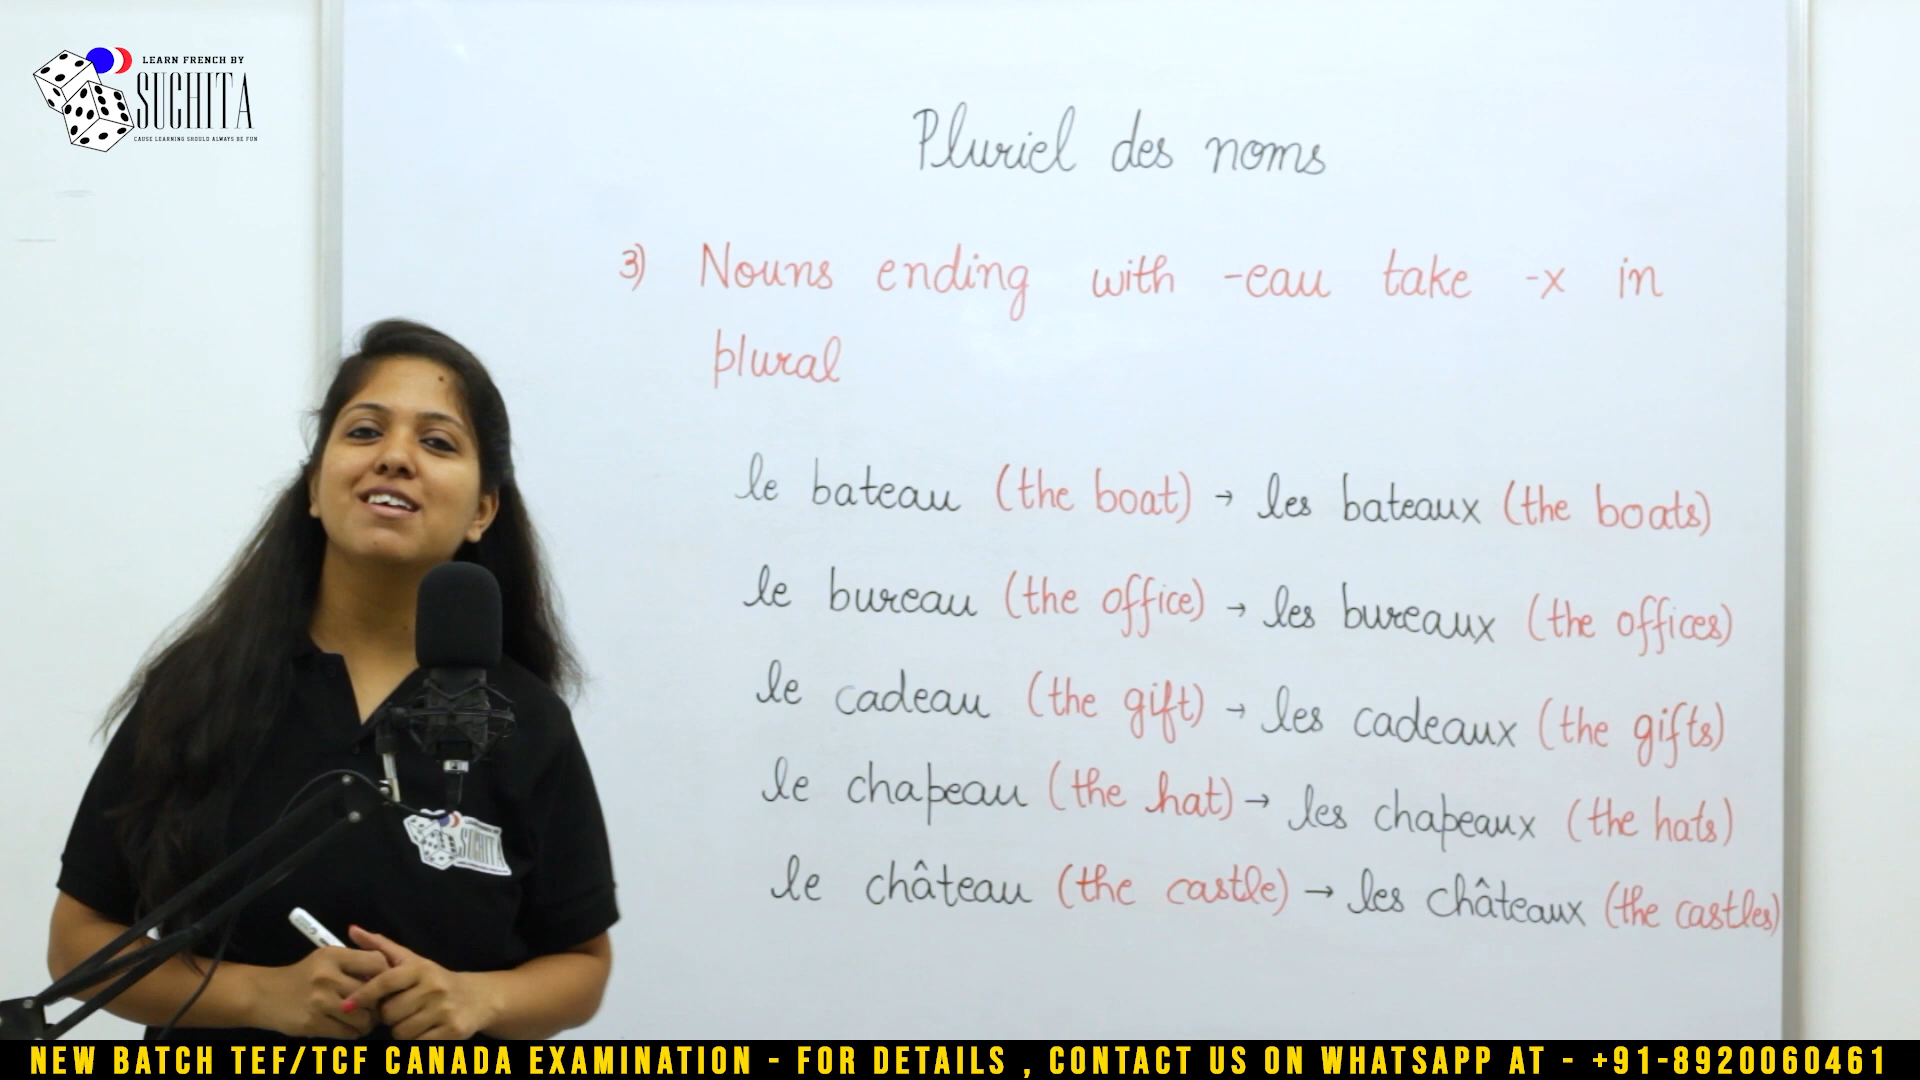 LEARN FRENCH BY
SUCHITA
CAUSE LEARNING SHOULD ALWAYS BE FUN
Pluriel des noms
3) Nouns ending with -eau take -x in
plural
le bateau (the boat) → les bateaux (the boats)
le bureau (the office) → les bureaux (the offices)
le cadeau (the gift) → les cadeaux (the gifts)
le chapeau (the hat) → les chapeaux (the hats)
le château (the castle) → les châteaux (the castles)
SUCHITA
NEW BATCH TEF/TCF CANADA EXAMINATION - FOR DETAILS , CONTACT US ON WHATSAPP AT - +91-8920060461